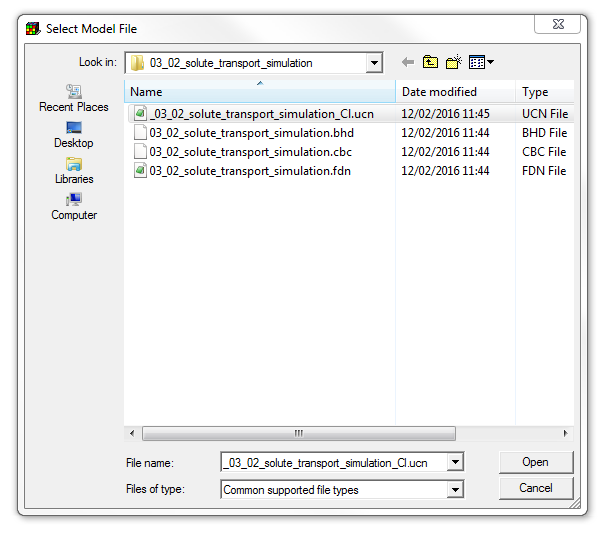 Select Model File
Look in: 03_02_solute_transport_simulation
Recent Places
Desktop
Libraries
Computer
Name Date modified Type
_03_02_solute_transport_simulation_Cl.ucn 12/02/2016 11:45 UCN File
03_02_solute_transport_simulation.bhd 12/02/2016 11:44 BHD File
03_02_solute_transport_simulation.cbc 12/02/2016 11:44 CBC File
03_02_solute_transport_simulation.fdn 12/02/2016 11:44 FDN File
File name: _03_02_solute_transport_simulation_Cl.ucn Open
Files of type: Common supported file types Cancel